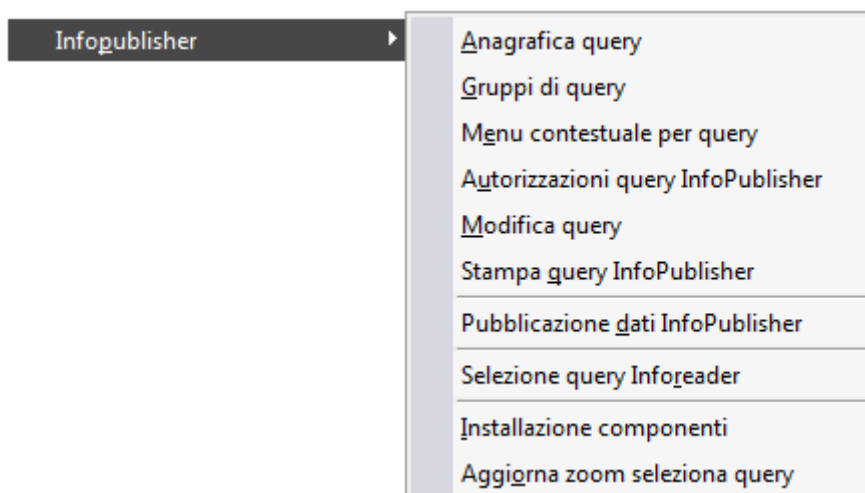 Infopublisher
Anagrafica query
Gruppi di query
Menu contestuale per query
Autorizzazioni query InfoPublisher
Modifica query
Stampa query InfoPublisher
Pubblicazione dati InfoPublisher
Selezione query Inforeader
Installazione componenti
Aggiorna zoom seleziona query